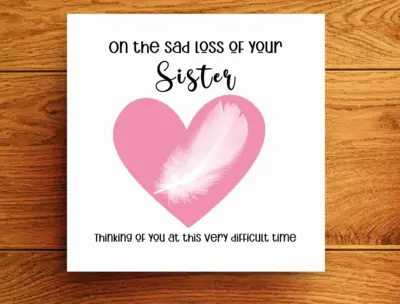 On the sad loss of your
Sister
Thinking of you at this very difficult time